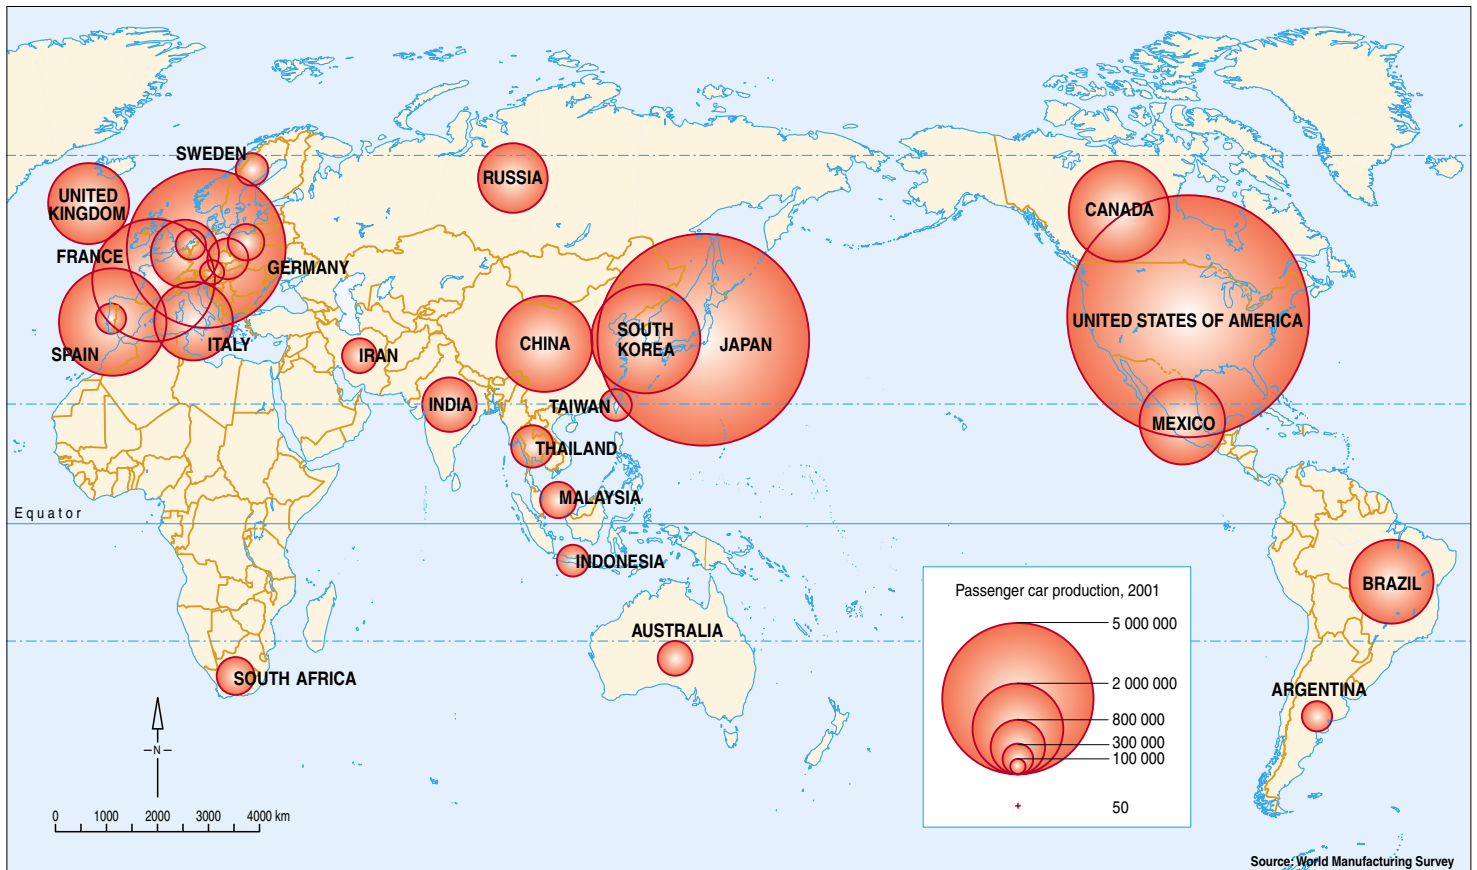 SWEDEN
RUSSIA
UNITED
KINGDOM
CANADA
FRANCE
GERMANY
UNITED STATES OF AMERICA
SOUTH
KOREA
CHINA
JAPAN
ITALY
SPAIN
IRAN
INDIA
TAIWAN
MEXICO
THAILAND
MALAYSIA
Equator
INDONESIA
BRAZIL
AUSTRALIA
SOUTH AFRICA
ARGENTINA
Passenger car production, 2001
5 000 000
2 000 000
800 000
300 000
100 000
50
N
0 1000 2000 3000 4000 km
Source: World Manufacturing Survey